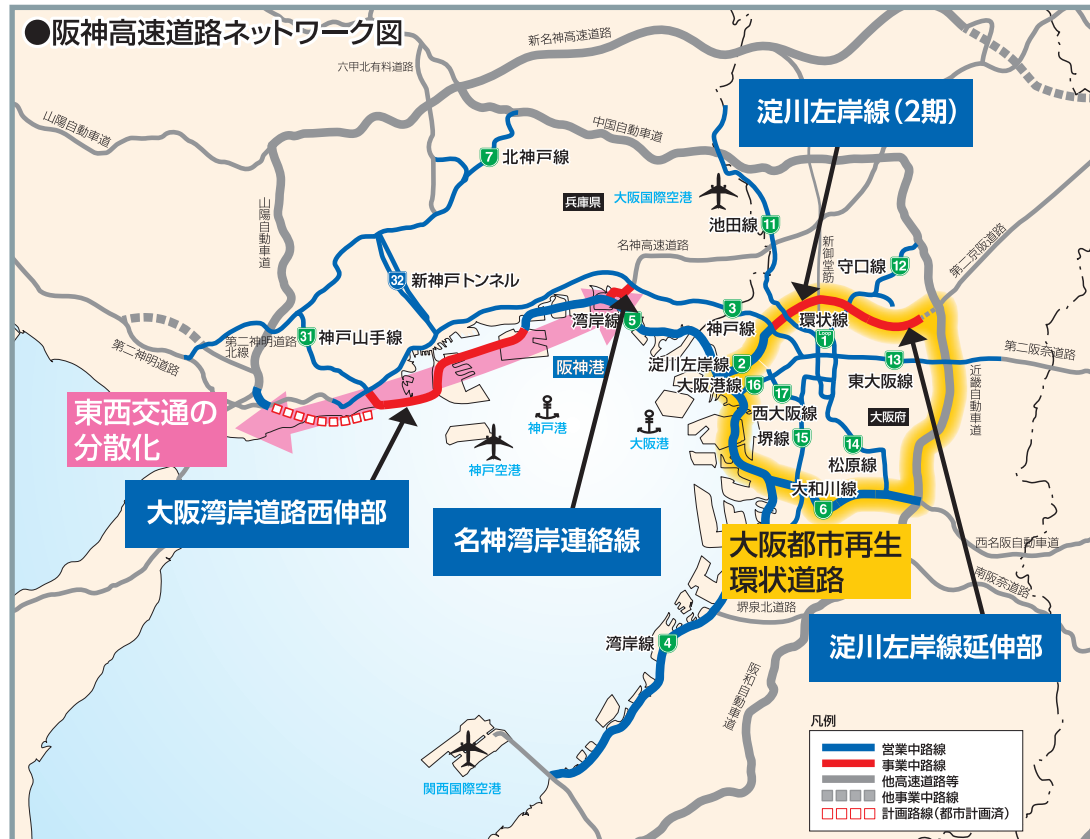 ●阪神高速道路ネットワーク図
新名神高速道路
六甲北有料道路
山陽自動車道
中国自動車道
淀川左岸線(2期)
7 北神戸線
兵庫県
大阪国際空港
池田線 11
山陽自動車道
名神高速道路
新御堂筋
守口線 12
第二京阪道路
32 新神戸トンネル
湾岸線 5
3
神戸線
環状線
Loop
1
31 神戸山手線
第二神明道路
北線
第二神明道路
阪神港
淀川左岸線 2
大阪港線 16
17
西大阪線
13
東大阪線
第二阪奈道路
近畿自動車道
大阪府
東西交通の
分散化
神戸港
大阪港
神戸空港
堺線 15
14
松原線
大和川線
6
大阪湾岸道路西伸部
名神湾岸連絡線
大阪都市再生
環状道路
西名阪自動車道
南阪奈道路
堺泉北道路
淀川左岸線延伸部
湾岸線 4
阪和自動車道
関西国際空港
凡例
営業中路線
事業中路線
他高速道路等
他事業中路線
計画路線(都市計画済)